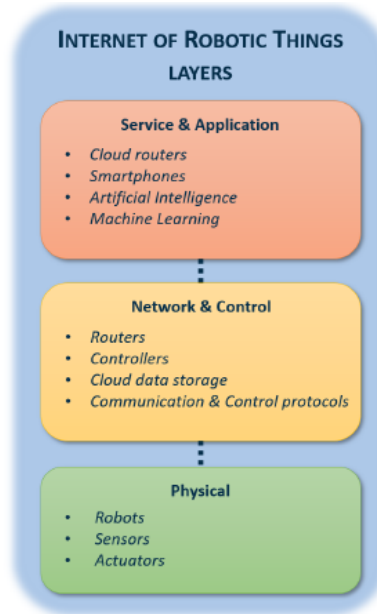 INTERNET OF ROBOTIC THINGS
LAYERS
Service & Application
• Cloud routers
• Smartphones
• Artificial Intelligence
• Machine Learning
Network & Control
• Routers
• Controllers
• Cloud data storage
• Communication & Control protocols
Physical
• Robots
• Sensors
• Actuators